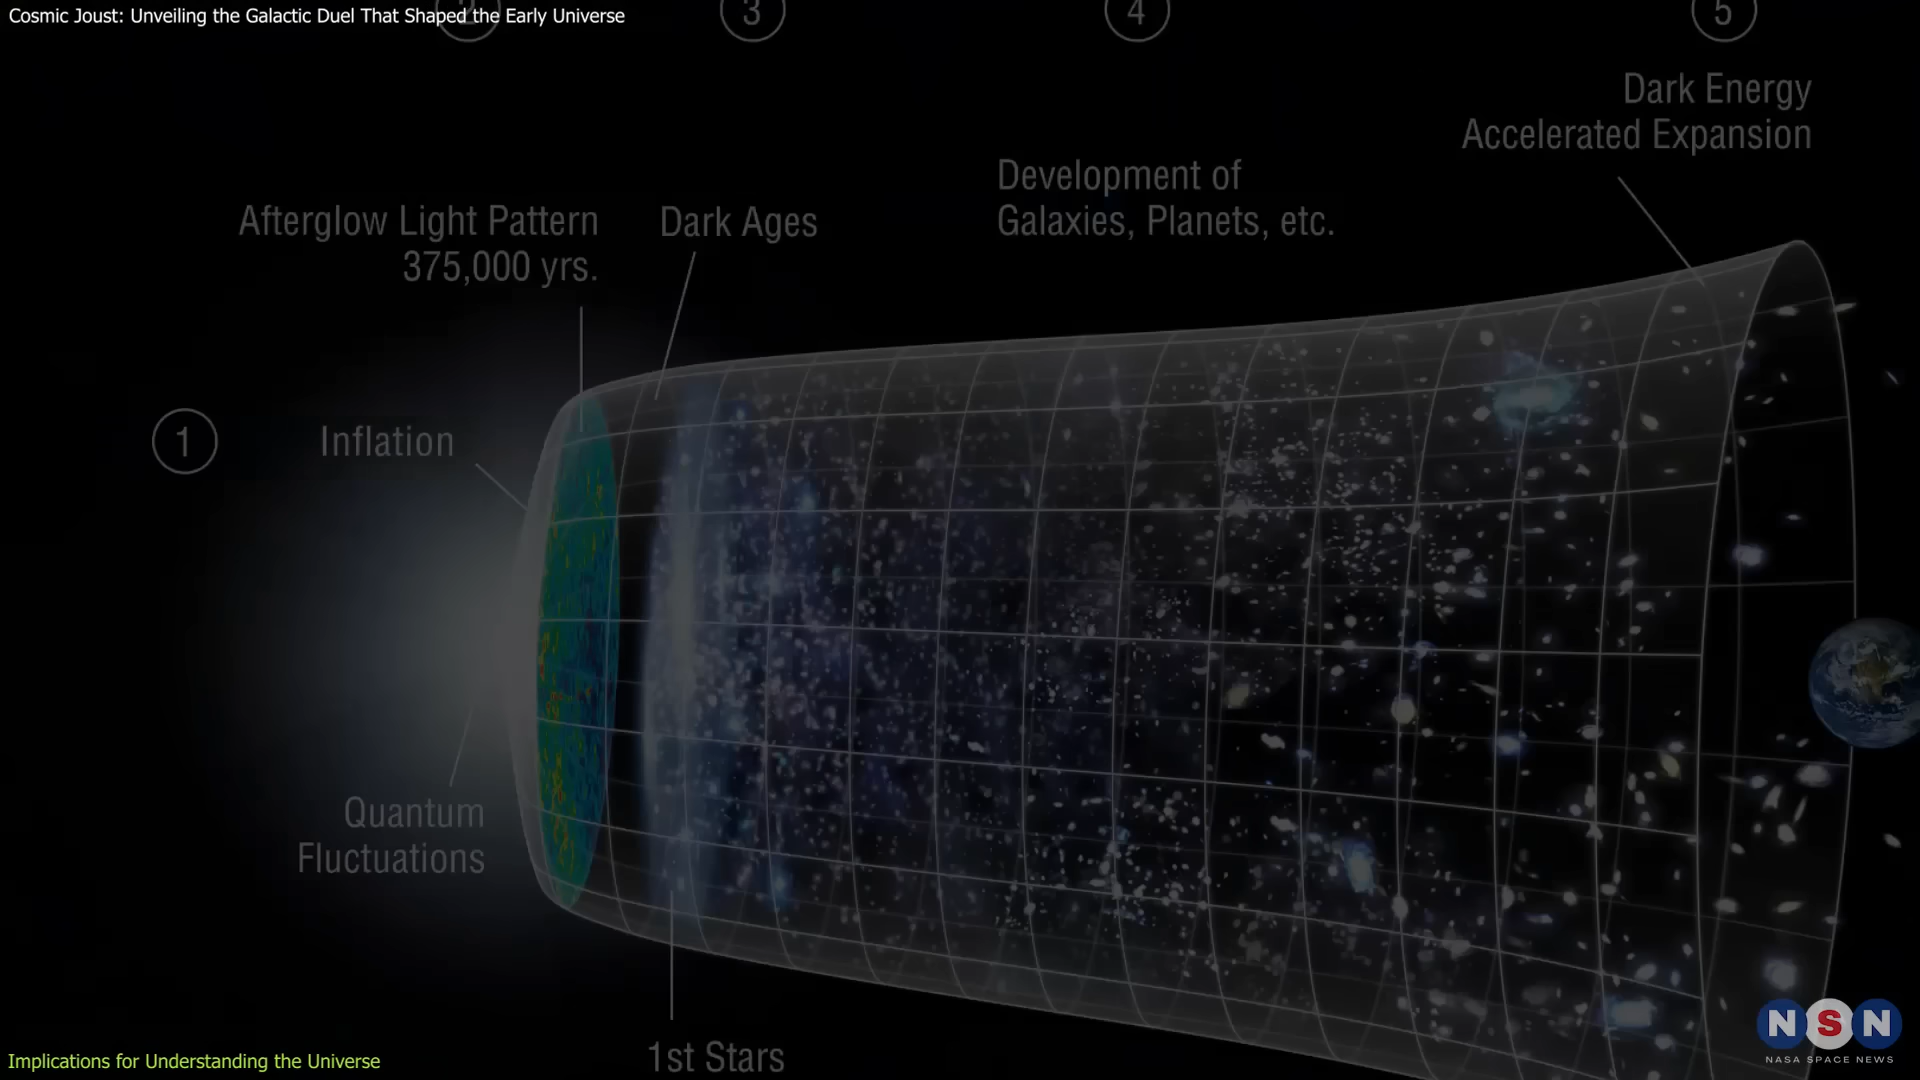 Cosmic Joust: Unveiling the Galactic Duel That Shaped the Early Universe
2
3
4
5
Dark Energy
Accelerated Expansion
Development of
Galaxies, Planets, etc.
Afterglow Light Pattern
375,000 yrs.
Dark Ages
1
Inflation
Quantum
Fluctuations
1st Stars
Implications for Understanding the Universe
NSN
NASA SPACE NEWS